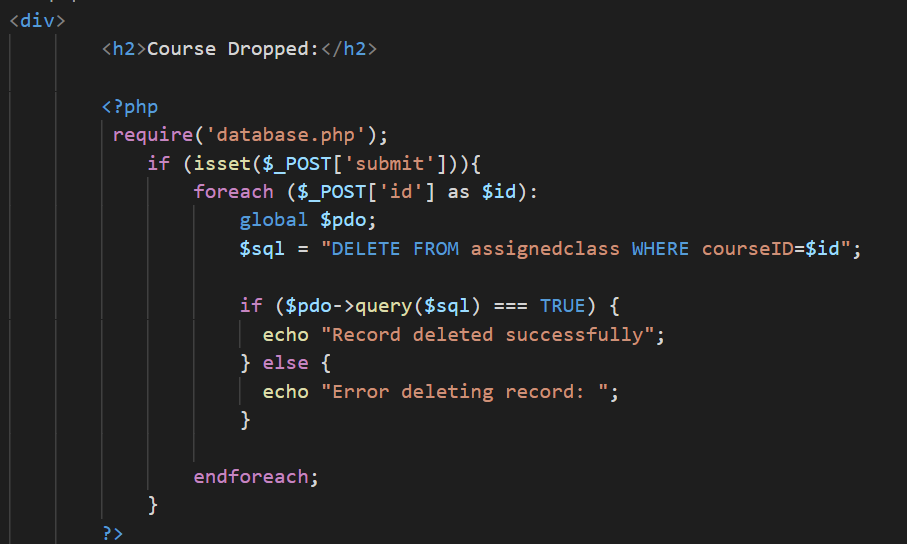 <div>
<h2>Course Dropped:</h2>
<?php
require('database.php');
if (isset($_POST['submit'])){
foreach ($_POST['id'] as $id):
global $pdo;
$sql = "DELETE FROM assignedclass WHERE courseID=$id";
if ($pdo->query($sql) === TRUE) {
echo "Record deleted successfully";
} else {
echo "Error deleting record: ";
}
endforeach;
}
?>